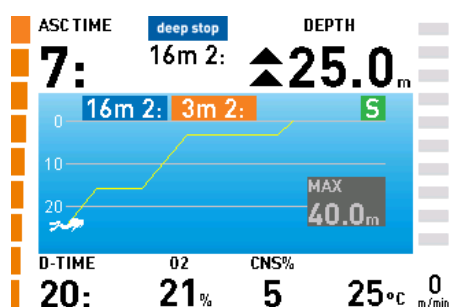 ASC TIME deep stop DEPTH
7: 16m 2: 25.0m
16m 2: 3m 2: S
0
10
20
MAX
40.0m
D-TIME O2 CNS%
20: 21% 5 25°C 0 m/min